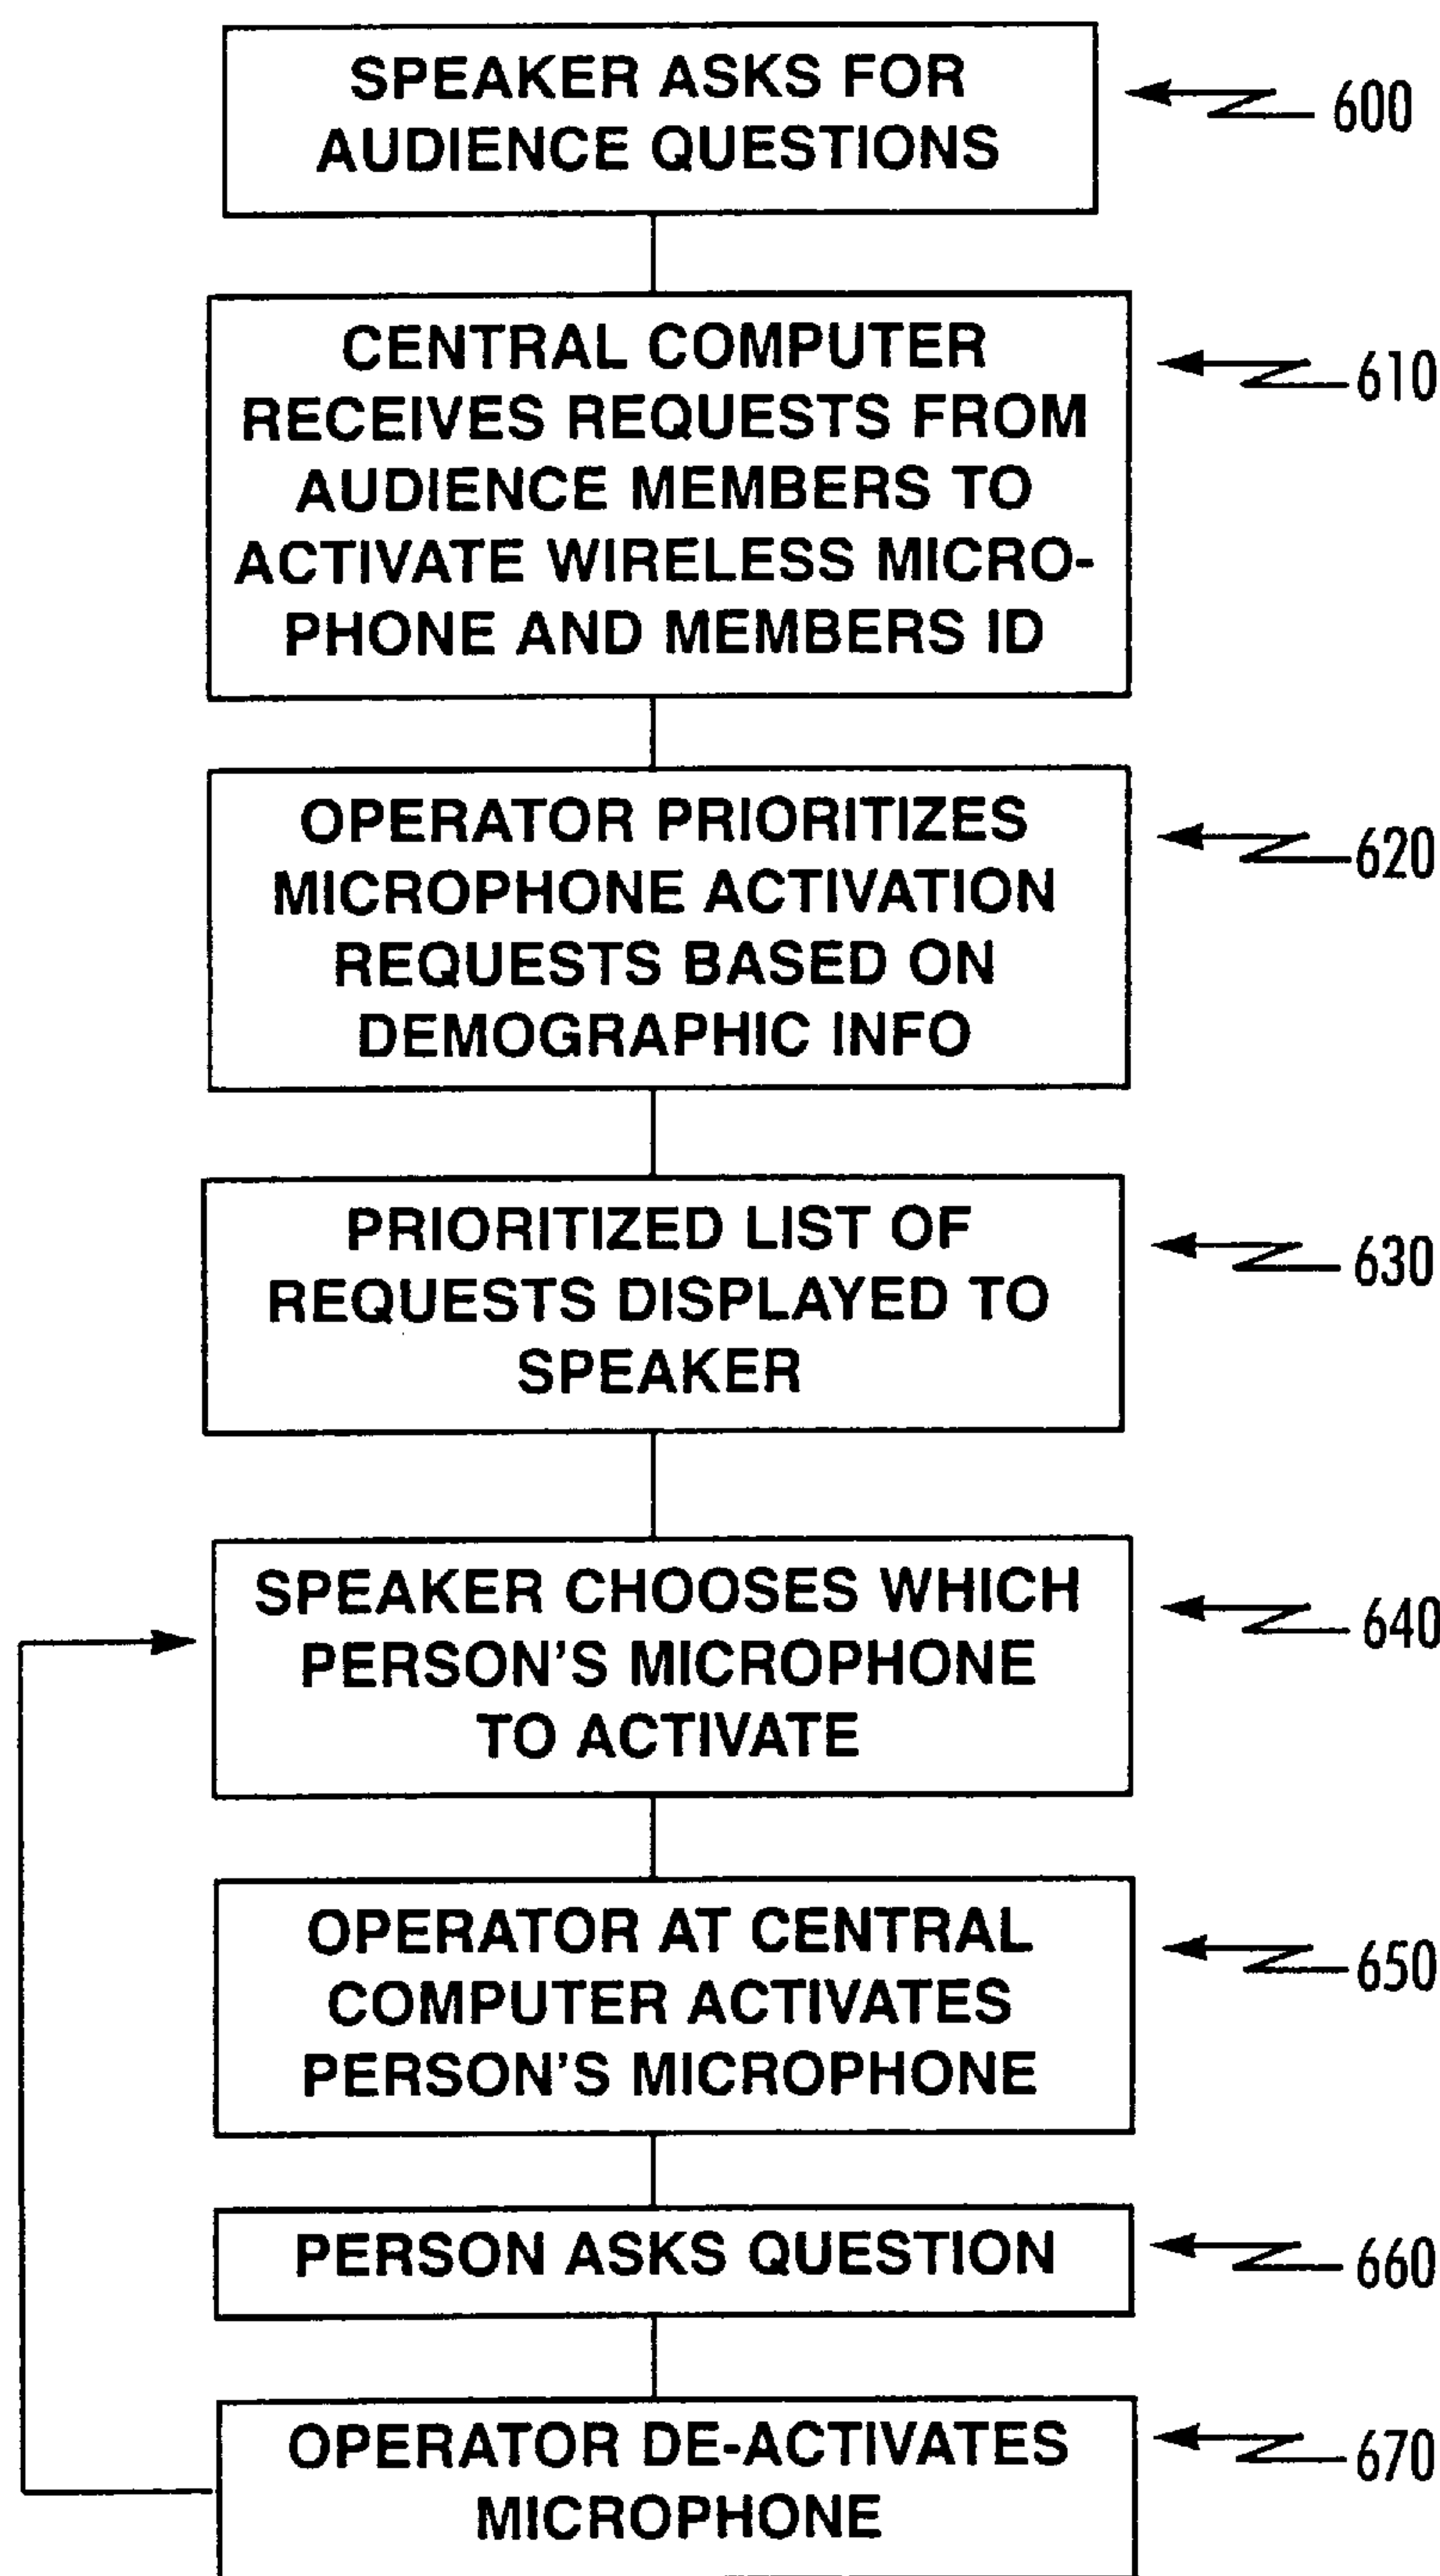 SPEAKER ASKS FOR
AUDIENCE QUESTIONS
600
CENTRAL COMPUTER
RECEIVES REQUESTS FROM
AUDIENCE MEMBERS TO
ACTIVATE WIRELESS MICRO-
PHONE AND MEMBERS ID
610
OPERATOR PRIORITIZES
MICROPHONE ACTIVATION
REQUESTS BASED ON
DEMOGRAPHIC INFO
620
PRIORITIZED LIST OF
REQUESTS DISPLAYED TO
SPEAKER
630
SPEAKER CHOOSES WHICH
PERSON'S MICROPHONE
TO ACTIVATE
640
OPERATOR AT CENTRAL
COMPUTER ACTIVATES
PERSON'S MICROPHONE
650
PERSON ASKS QUESTION
660
OPERATOR DE-ACTIVATES
MICROPHONE
670